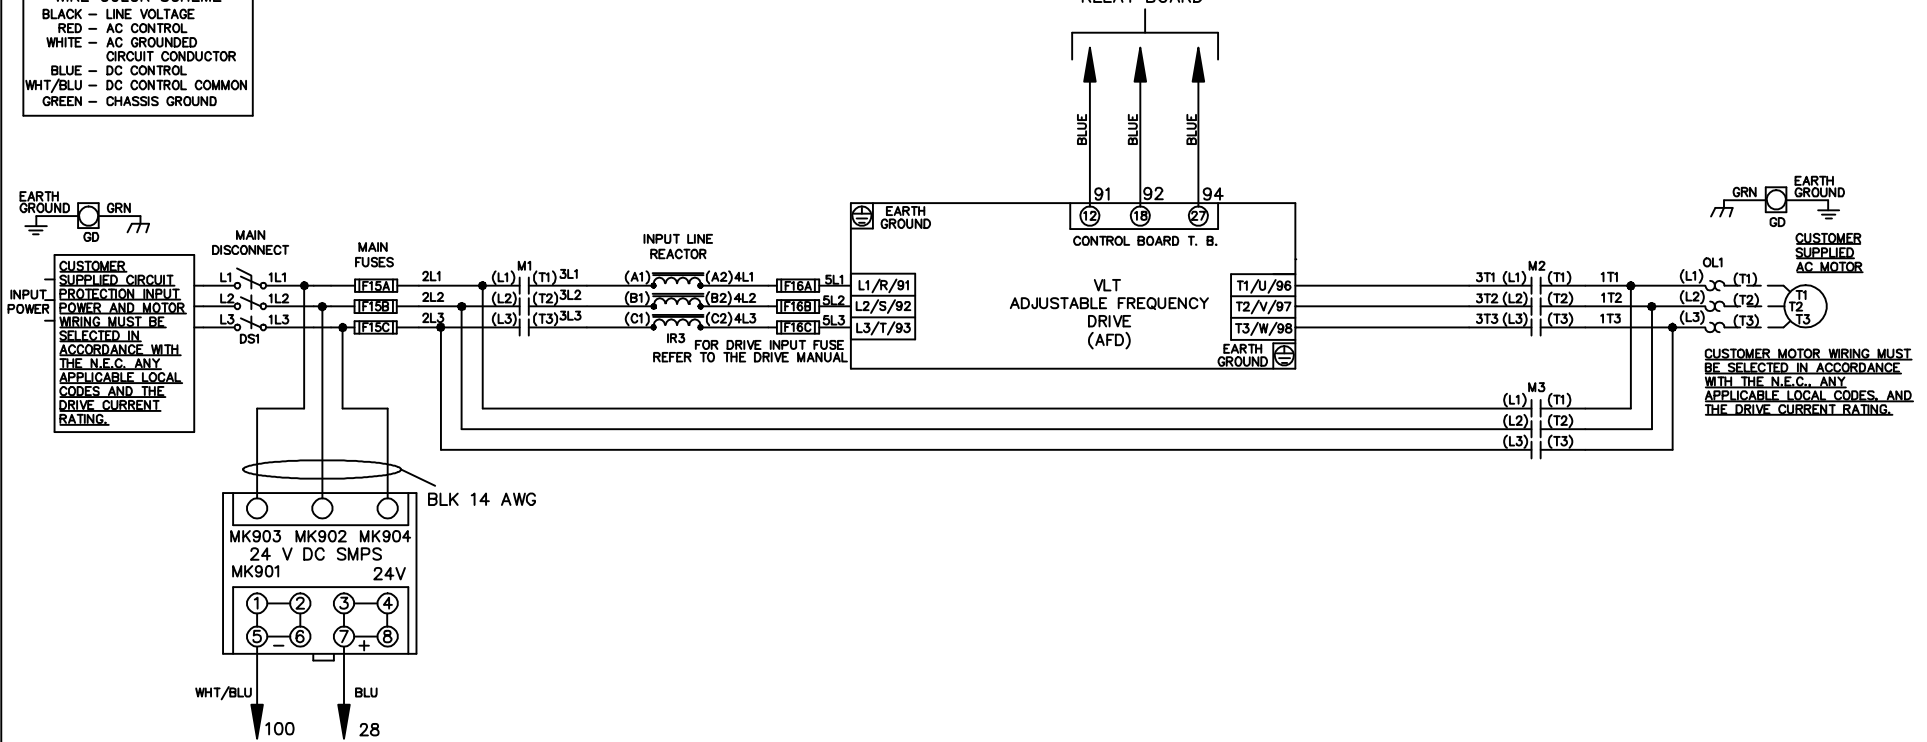 WIRE COLOR SCHEME
BLACK – LINE VOLTAGE
RED – AC CONTROL
WHITE – AC GROUNDED
CIRCUIT CONDUCTOR
BLUE – DC CONTROL
WHT/BLU – DC CONTROL COMMON
GREEN – CHASSIS GROUND
RELAY BOARD
BLUE
BLUE
BLUE
91 92 94
12 18 27
CONTROL BOARD T. B.
EARTH
GROUND
GRN
GD
INPUT
POWER
CUSTOMER
SUPPLIED CIRCUIT
PROTECTION INPUT
POWER AND MOTOR
WIRING MUST BE
SELECTED IN
ACCORDANCE WITH
THE N.E.C. ANY
APPLICABLE LOCAL
CODES AND THE
DRIVE CURRENT
RATING.
MAIN
DISCONNECT
L1 1L1
L2 1L2
L3 1L3
DS1
MAIN
FUSES
F15A
F15B
F15C
2L1
2L2
2L3
M1
(L1) (T1) 3L1
(L2) (T2) 3L2
(L3) (T3) 3L3
INPUT LINE
REACTOR
(A1) (A2) 4L1
(B1) (B2) 4L2
(C1) (C2) 4L3
IR3
F16A 5L1
F16B 5L2
F16C 5L3
FOR DRIVE INPUT FUSE
REFER TO THE DRIVE MANUAL
EARTH
GROUND
L1/R/91
L2/S/92
L3/T/93
VLT
ADJUSTABLE FREQUENCY
DRIVE
(AFD)
T1/U/96
T2/V/97
T3/W/98
EARTH
GROUND
M2
3T1 (L1) (T1) 1T1
3T2 (L2) (T2) 1T2
3T3 (L3) (T3) 1T3
M3
(L1) (T1)
(L2) (T2)
(L3) (T3)
OL1
(L1) (T1)
(L2) (T2)
(L3) (T3)
T1
T2
T3
GRN
EARTH
GROUND
GD
CUSTOMER
SUPPLIED
AC MOTOR
CUSTOMER MOTOR WIRING MUST
BE SELECTED IN ACCORDANCE
WITH THE N.E.C., ANY
APPLICABLE LOCAL CODES, AND
THE DRIVE CURRENT RATING.
BLK 14 AWG
MK903 MK902 MK904
24 V DC SMPS
MK901 24V
1 2 3 4
5 6 7 8
– +
WHT/BLU BLU
100 28